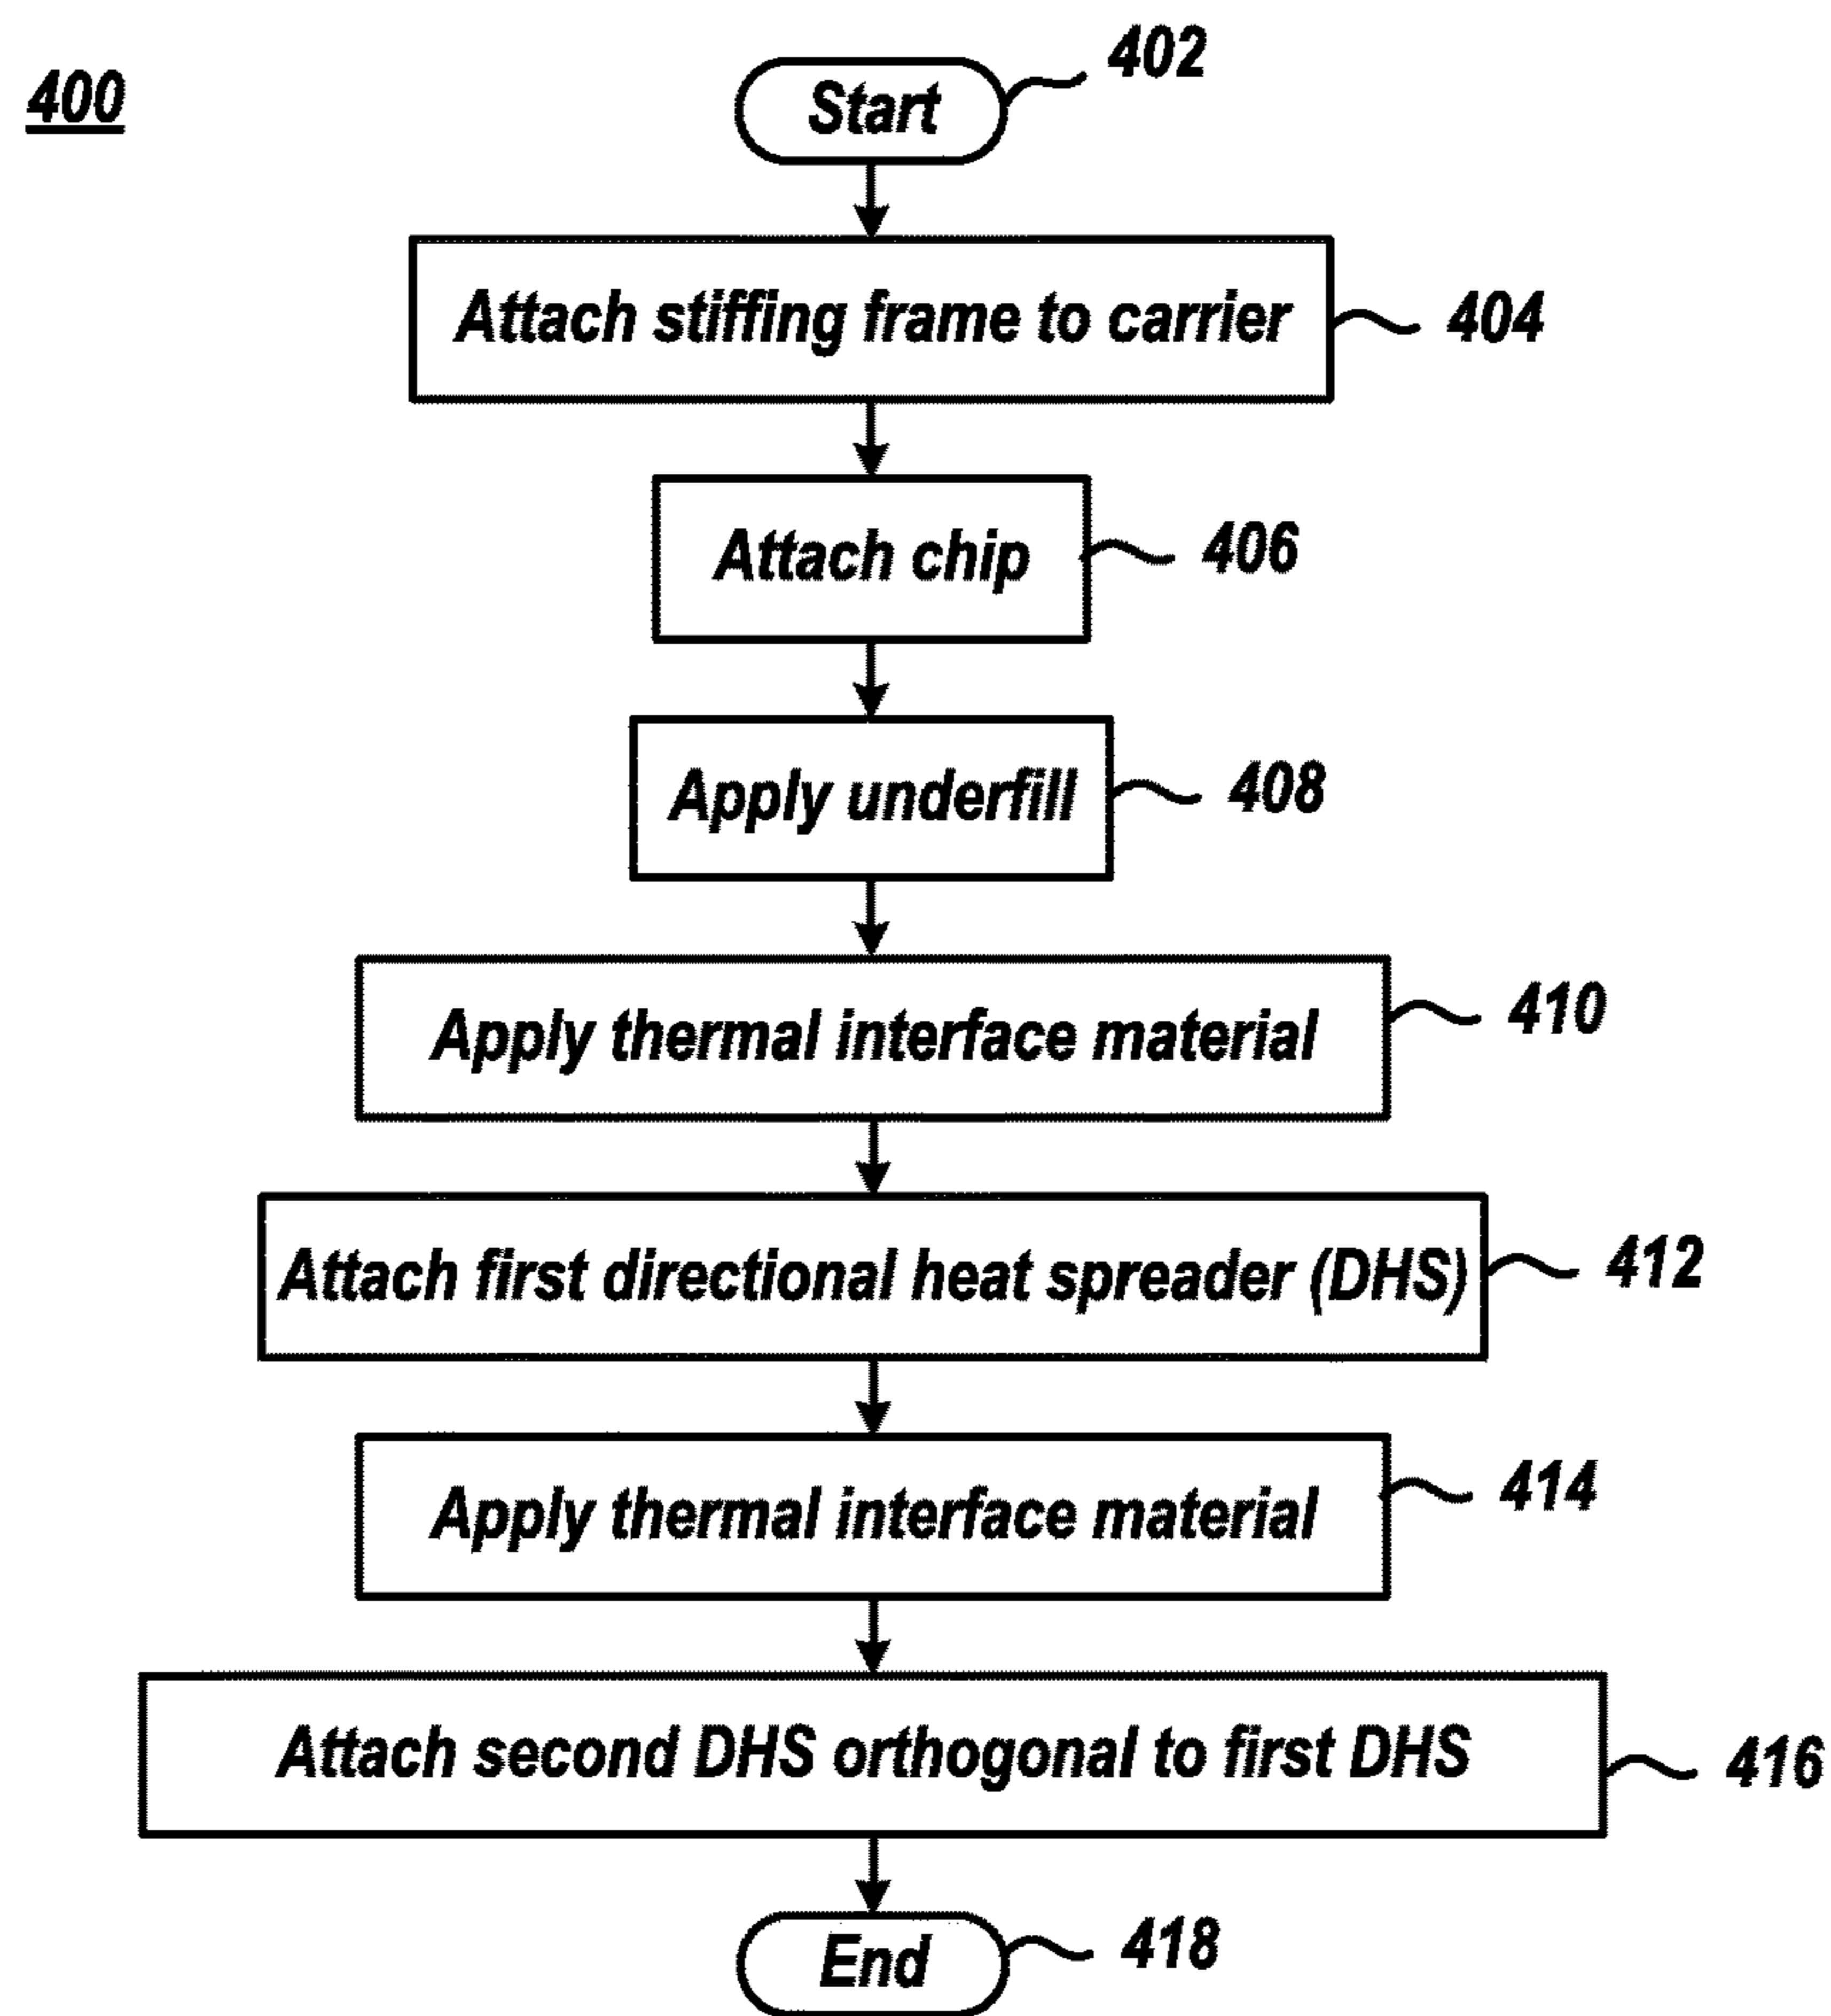 400
Start 402
Attach stiffing frame to carrier 404
Attach chip 406
Apply underfill 408
Apply thermal interface material 410
Attach first directional heat spreader (DHS) 412
Apply thermal interface material 414
Attach second DHS orthogonal to first DHS 416
End 418